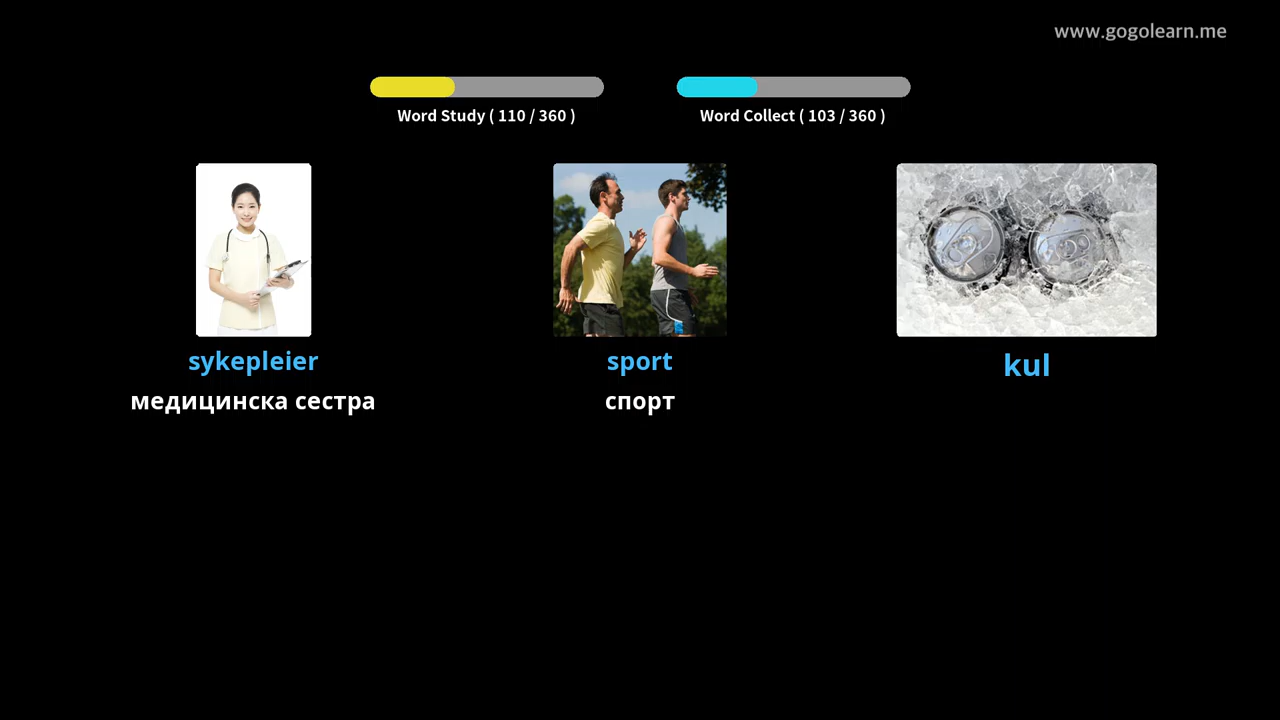 www.gogolearn.me
Word Study ( 110 / 360 )
Word Collect ( 103 / 360 )
sykepleier
sport
kul
медицинска сестра
спорт